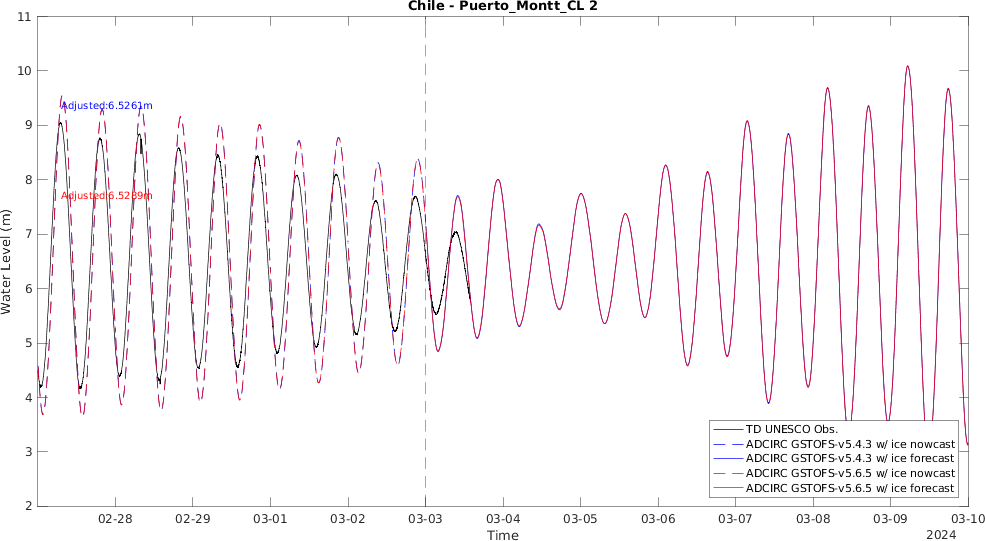 Chile - Puerto_Montt_CL 2
11
10
9
8
7
6
5
4
3
2
Water Level (m)
Adjusted:6.5261m
Adjusted:6.5289m
TD UNESCO Obs.
ADCIRC GSTOFS-v5.4.3 w/ ice nowcast
ADCIRC GSTOFS-v5.4.3 w/ ice forecast
ADCIRC GSTOFS-v5.6.5 w/ ice nowcast
ADCIRC GSTOFS-v5.6.5 w/ ice forecast
02-28 02-29 03-01 03-02 03-03 03-04 03-05 03-06 03-07 03-08 03-09 03-10
Time
2024